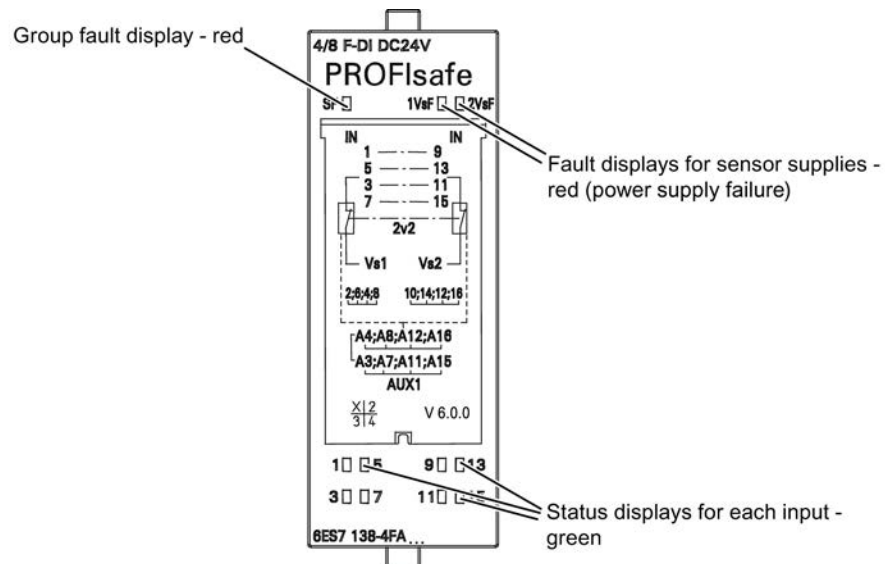 Group fault display - red
4/8 F-DI DC24V
PROFIsafe
SF 1VsF 2VsF
IN IN
1 9
5 13
3 11
7 15
2v2
Vs1 Vs2
2;6;4;8 10;14;12;16
A4;A8;A12;A16
A3;A7;A11;A15
AUX1
X 2
3 4
V 6.0.0
1 5 9 13
3 7 11
6ES7 138-4FA...
Fault displays for sensor supplies -
red (power supply failure)
Status displays for each input -
green